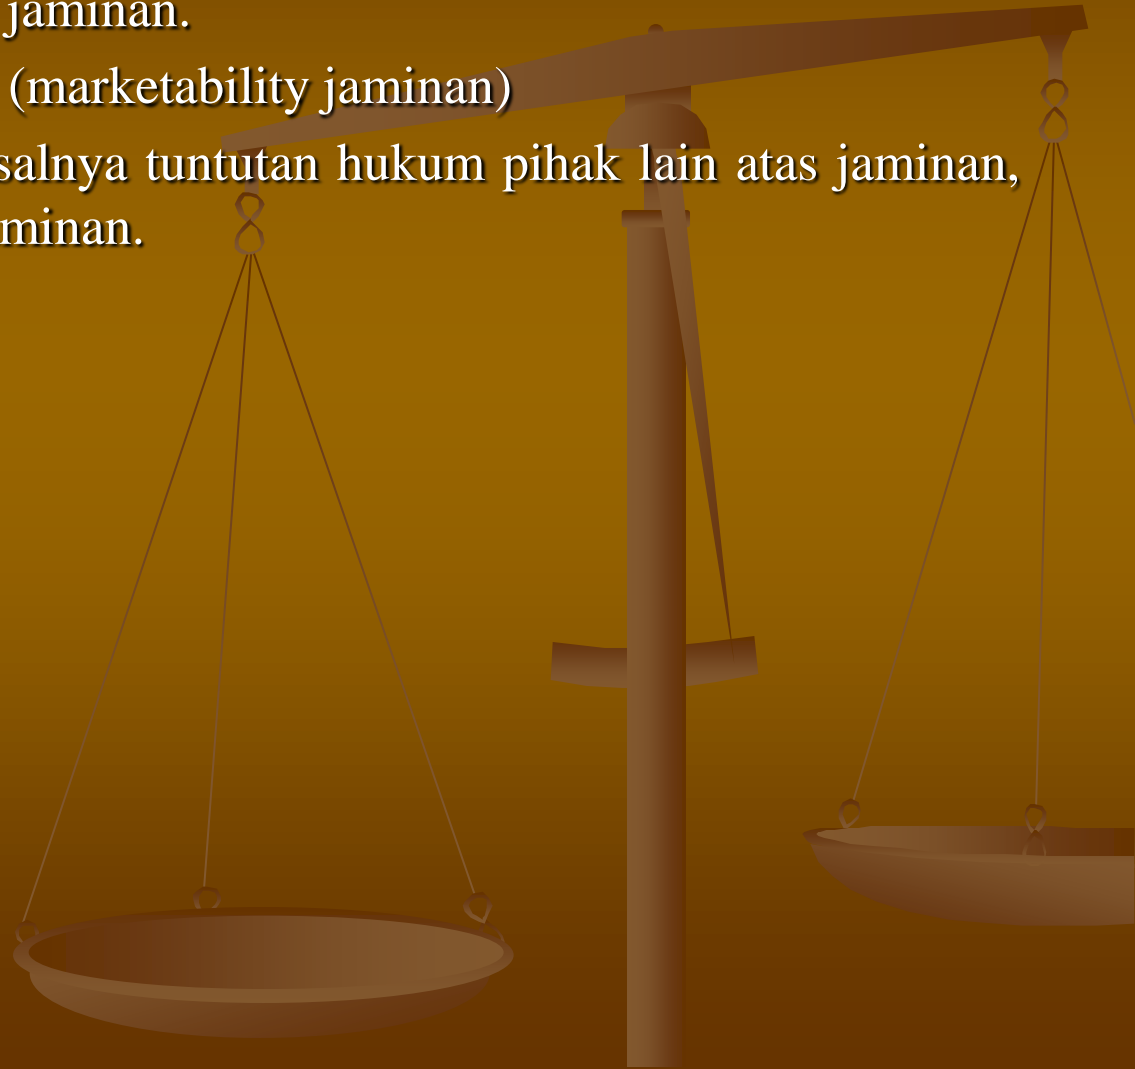 jaminan.
(marketability jaminan)
salnya tuntutan hukum pihak lain atas jaminan,
minan.